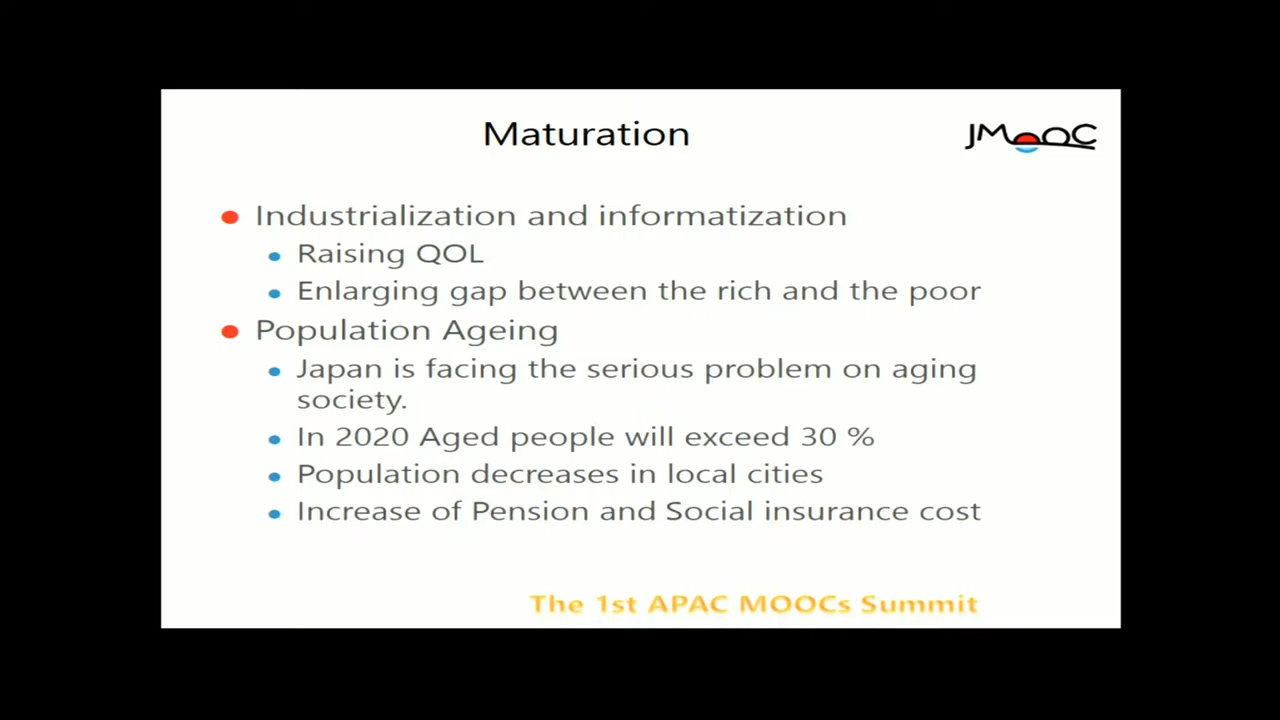 Maturation
JMOOC
Industrialization and informatization
Raising QOL
Enlarging gap between the rich and the poor
Population Ageing
Japan is facing the serious problem on aging
society.
In 2020 Aged people will exceed 30 %
Population decreases in local cities
Increase of Pension and Social insurance cost
The 1st APAC MOOCs Summit